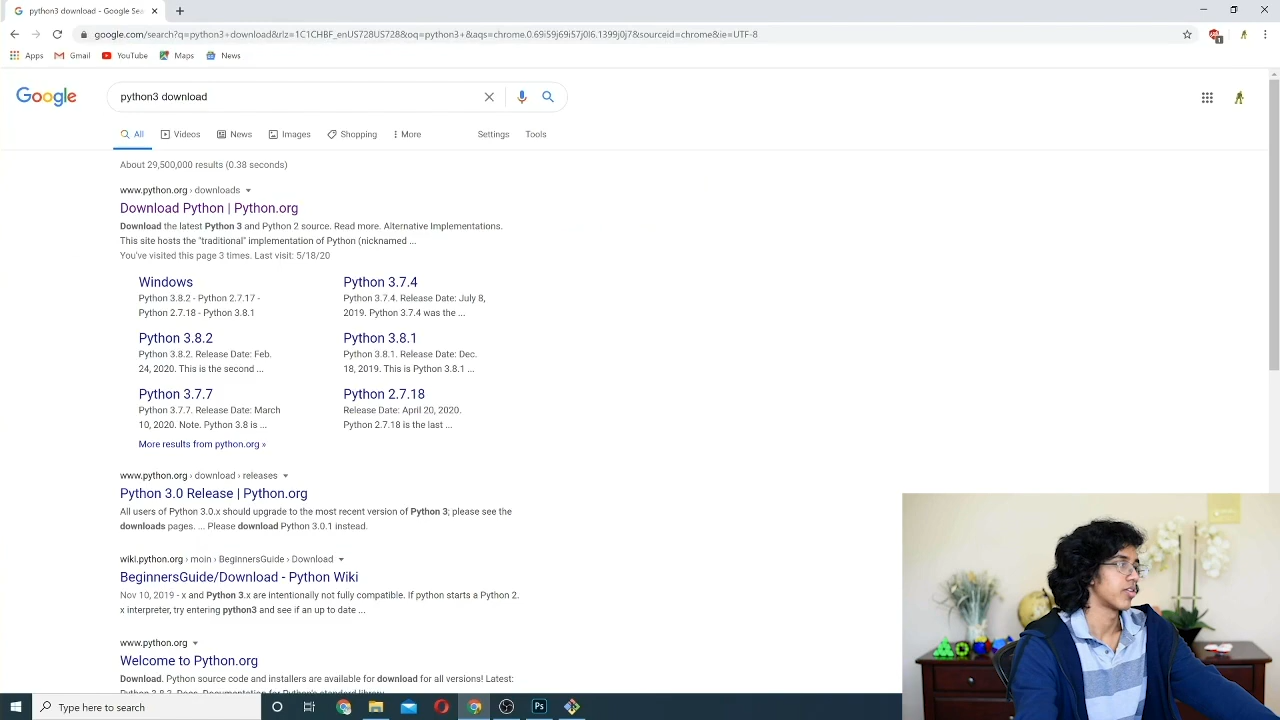 python3 download - Google Sea
google.com/search?q=python3+download&rlz=1C1CHBF_enUS728US728&oq=python3+&aqs=chrome.0.69i59j69i57j0l6.1399j0j7&sourceid=chrome&ie=UTF-8
Apps Gmail YouTube Maps News
Google python3 download
All Videos News Images Shopping More Settings Tools
About 29,500,000 results (0.38 seconds)
www.python.org › downloads
Download Python | Python.org
Download the latest Python 3 and Python 2 source. Read more. Alternative Implementations.
This site hosts the "traditional" implementation of Python (nicknamed ...
You've visited this page 3 times. Last visit: 5/18/20
Windows
Python 3.8.2 - Python 2.7.17 -
Python 2.7.18 - Python 3.8.1
Python 3.7.4
Python 3.7.4. Release Date: July 8,
2019. Python 3.7.4 was the ...
Python 3.8.2
Python 3.8.2. Release Date: Feb.
24, 2020. This is the second ...
Python 3.8.1
Python 3.8.1. Release Date: Dec.
18, 2019. This is Python 3.8.1 ...
Python 3.7.7
Python 3.7.7. Release Date: March
10, 2020. Note. Python 3.8 is ...
Python 2.7.18
Release Date: April 20, 2020.
Python 2.7.18 is the last ...
More results from python.org »
www.python.org › download › releases
Python 3.0 Release | Python.org
All users of Python 3.0.x should upgrade to the most recent version of Python 3; please see the
downloads pages. ... Please download Python 3.0.1 instead.
wiki.python.org › moin › BeginnersGuide › Download
BeginnersGuide/Download - Python Wiki
Nov 10, 2019 - x and Python 3.x are intentionally not fully compatible. If python starts a Python 2.
x interpreter, try entering python3 and see if an up to date ...
www.python.org
Welcome to Python.org
Download. Python source code and installers are available for download for all versions! Latest:
Python 3.8.3. Docs. Documentation for Python's standard library
Type here to search
Ps